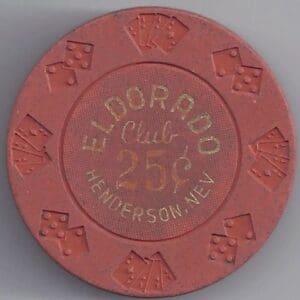 ELDORADO
Club
25¢
HENDERSON, NEV